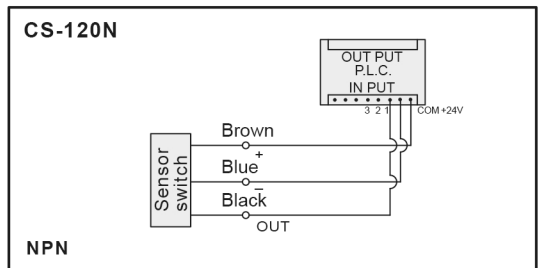 CS-120N
OUT PUT
P.L.C.
IN PUT
3 2 1 COM +24V
Brown
+
Blue
−
Black
OUT
Sensor
switch
NPN